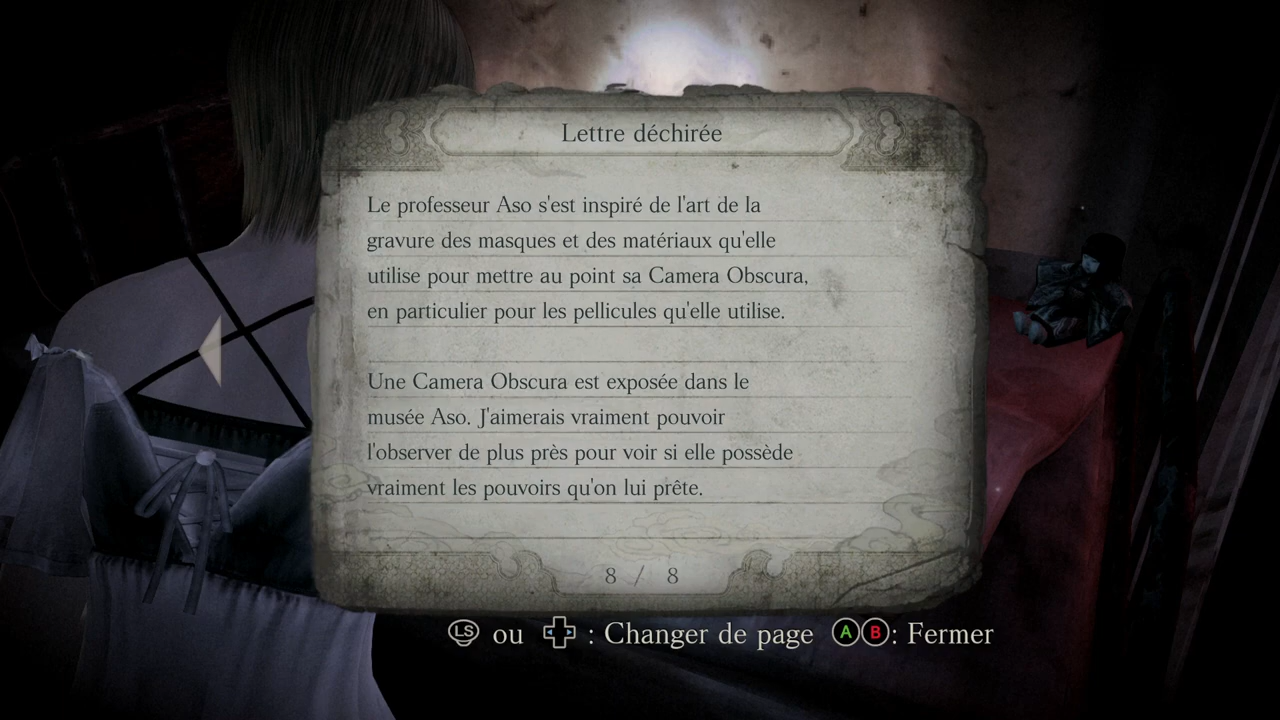 Lettre déchirée
Le professeur Aso s'est inspiré de l'art de la
gravure des masques et des matériaux qu'elle
utilise pour mettre au point sa Camera Obscura,
en particulier pour les pellicules qu'elle utilise.
Une Camera Obscura est exposée dans le
musée Aso. J'aimerais vraiment pouvoir
l'observer de plus près pour voir si elle possède
vraiment les pouvoirs qu'on lui prête.
8 / 8
LS ou : Changer de page A B : Fermer